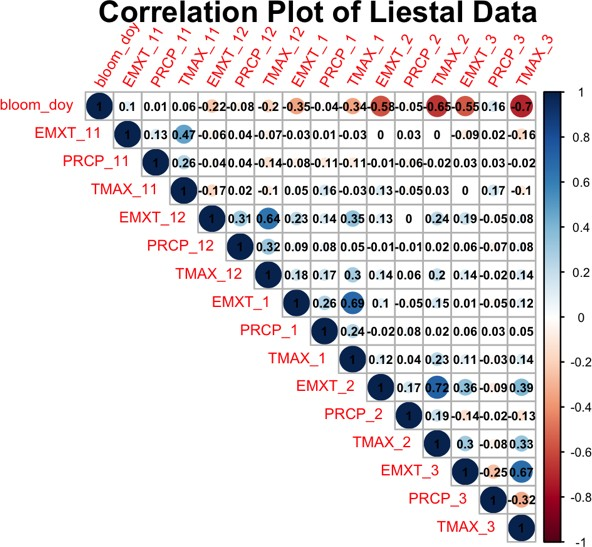 Correlation Plot of Liestal Data
bloom_doy EMXT_11 PRCP_11 TMAX_11 EMXT_12 PRCP_12 TMAX_12 EMXT_1 PRCP_1 TMAX_1 EMXT_2 PRCP_2 TMAX_2 EMXT_3 PRCP_3 TMAX_3
bloom_doy 1 0.1 0.01 0.06 -0.22 -0.08 -0.2 -0.35 -0.04 -0.34 -0.58 -0.05 -0.65 -0.55 0.16 -0.7
EMXT_11 1 0.13 0.47 -0.06 0.04 -0.07 -0.03 0.01 -0.03 0 0.03 0 -0.09 0.02 -0.16
PRCP_11 1 0.26 -0.04 0.04 -0.14 -0.08 -0.11 -0.11 -0.01 -0.06 -0.02 0.03 0.03 -0.02
TMAX_11 1 -0.17 0.02 -0.1 0.05 0.16 -0.03 0.13 -0.05 0.03 0 0.17 -0.1
EMXT_12 1 0.31 0.64 0.23 0.14 0.35 0.13 0 0.24 0.19 -0.05 0.08
PRCP_12 1 0.32 0.09 0.08 0.05 -0.01 -0.01 0.02 0.06 -0.07 0.08
TMAX_12 1 0.18 0.17 0.3 0.14 0.06 0.2 0.14 -0.02 0.14
EMXT_1 1 0.26 0.69 0.1 -0.05 0.15 0.01 -0.05 0.12
PRCP_1 1 0.24 -0.02 0.08 0.02 0.06 0.03 0.05
TMAX_1 1 0.12 0.04 0.23 0.11 -0.03 0.14
EMXT_2 1 0.17 0.72 0.36 -0.09 0.39
PRCP_2 1 0.19 -0.14 -0.02 -0.13
TMAX_2 1 0.3 -0.08 0.33
EMXT_3 1 -0.25 0.67
PRCP_3 1 -0.32
TMAX_3 1
1
0.8
0.6
0.4
0.2
0
-0.2
-0.4
-0.6
-0.8
-1